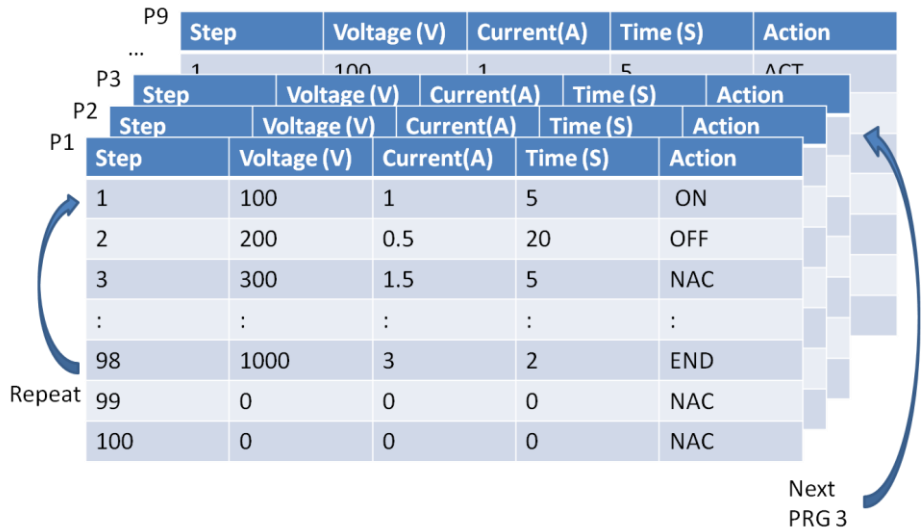 P9
Step Voltage (V) Current(A) Time (S) Action
...
1 100 1 5 ACT
P3
Step Voltage (V) Current(A) Time (S) Action
P2
Step Voltage (V) Current(A) Time (S) Action
P1
Step Voltage (V) Current(A) Time (S) Action
1 100 1 5 ON
2 200 0.5 20 OFF
3 300 1.5 5 NAC
: : : : :
98 1000 3 2 END
Repeat
99 0 0 0 NAC
100 0 0 0 NAC
Next
PRG 3